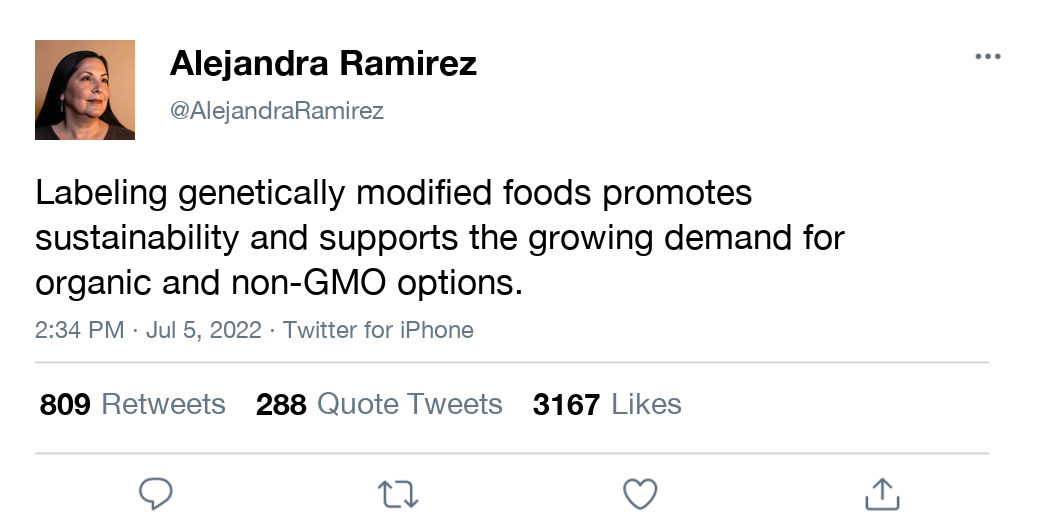 Alejandra Ramirez
@AlejandraRamirez
Labeling genetically modified foods promotes
sustainability and supports the growing demand for
organic and non-GMO options.
2:34 PM · Jul 5, 2022 · Twitter for iPhone
809 Retweets 288 Quote Tweets 3167 Likes